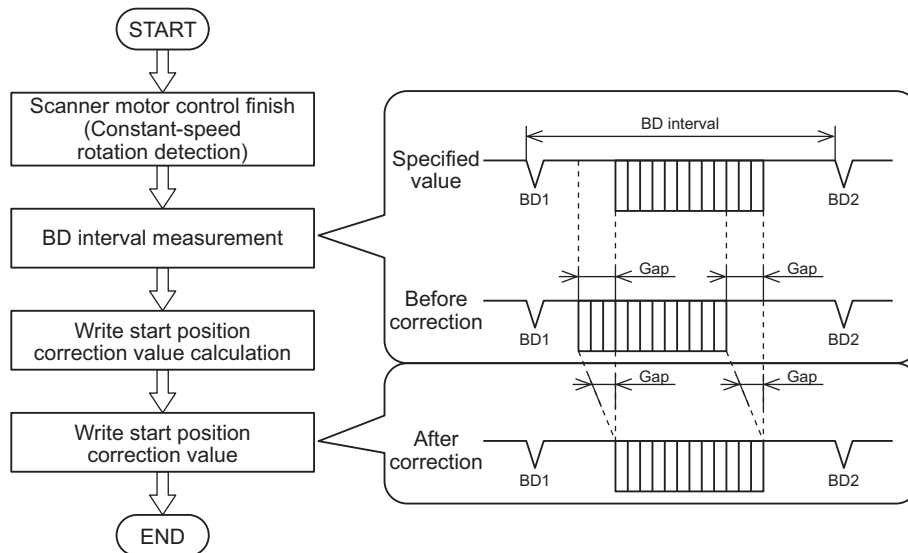 START
Scanner motor control finish
(Constant-speed
rotation detection)
BD interval measurement
Write start position
correction value calculation
Write start position
correction value
END
BD interval
Specified
value
BD1
BD2
Gap
Gap
Before
correction
BD1
BD2
Gap
Gap
After
correction
BD1
BD2